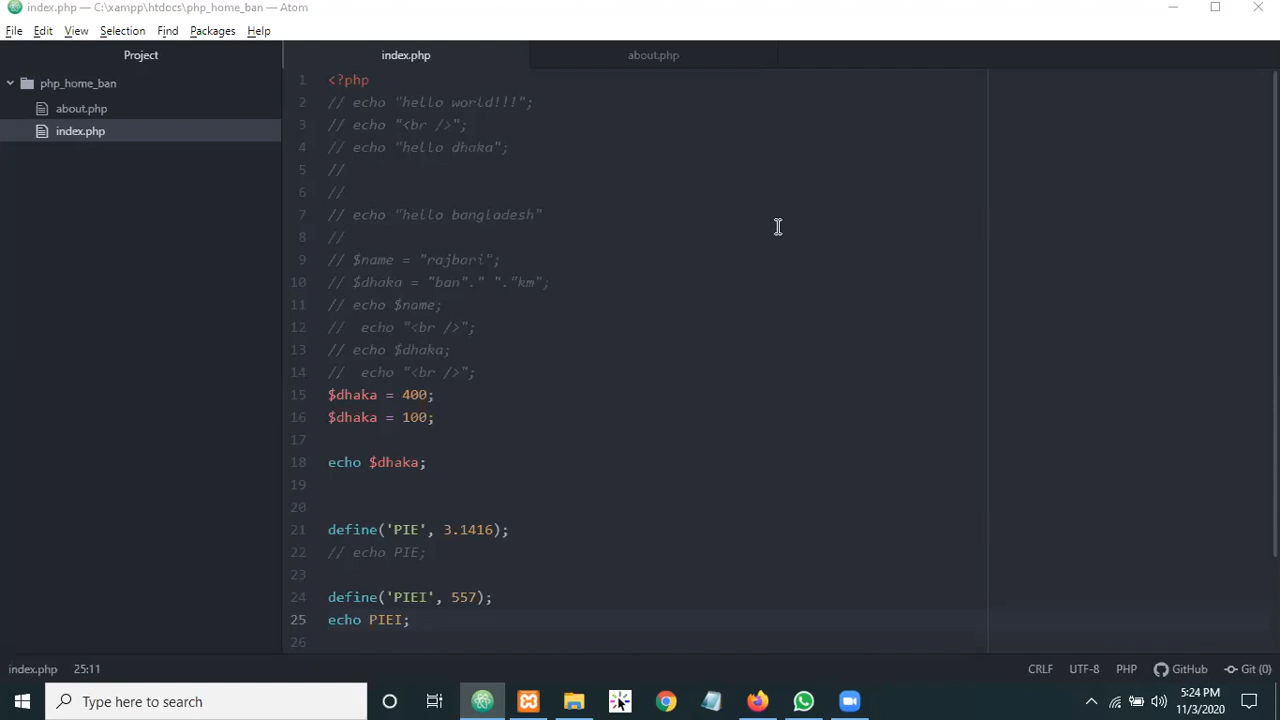 index.php — C:\xampp\htdocs\php_home_ban — Atom
File Edit View Selection Find Packages Help
Project
php_home_ban
about.php
index.php
index.php about.php
1 <?php
2 // echo "hello world!!!";
3 // echo "<br />";
4 // echo "hello dhaka";
5 //
6 //
7 // echo "hello bangladesh"
8 //
9 // $name = "rajbari";
10 // $dhaka = "ban"." "."km";
11 // echo $name;
12 //  echo "<br />";
13 // echo $dhaka;
14 //  echo "<br />";
15 $dhaka = 400;
16 $dhaka = 100;
17
18 echo $dhaka;
19
20
21 define('PIE', 3.1416);
22 // echo PIE;
23
24 define('PIEI', 557);
25 echo PIEI;
26
index.php 25:11 CRLF UTF-8 PHP GitHub Git (0)
Type here to search
5:24 PM
11/3/2020